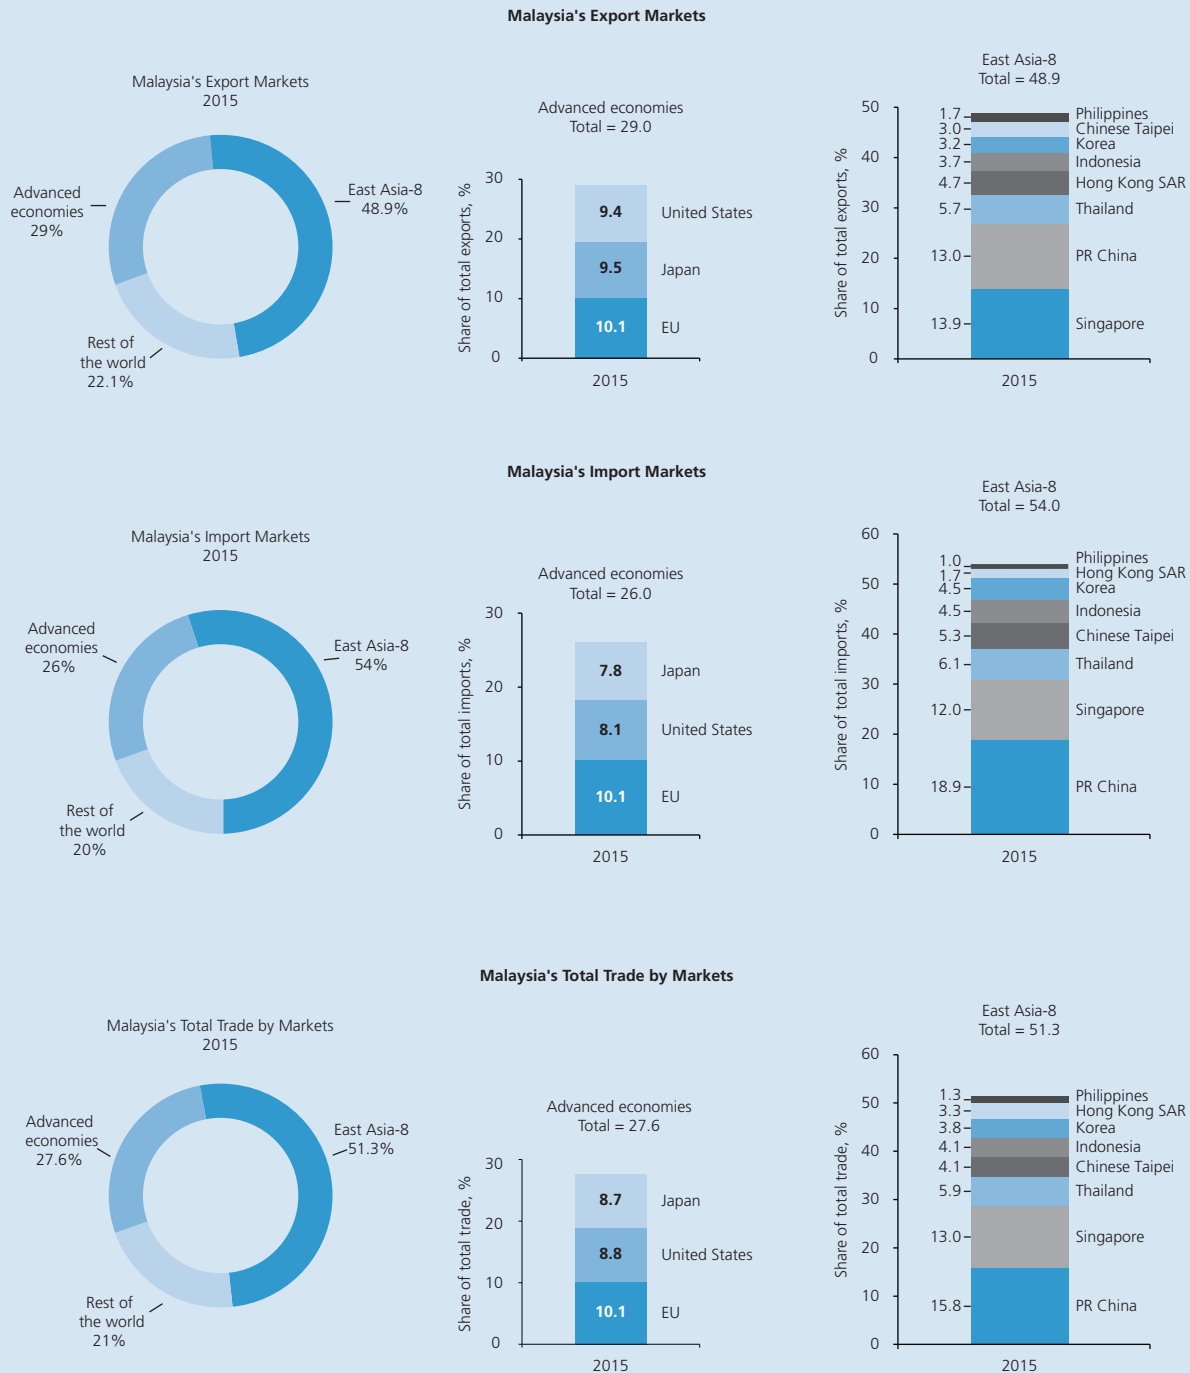 Malaysia's Export Markets
Malaysia's Export Markets
2015
East Asia-8
48.9%
Advanced
economies
29%
Rest of
the world
22.1%
Advanced economies
Total = 29.0
Share of total exports, %
30
20
10
0
9.4
United States
9.5
Japan
10.1
EU
2015
East Asia-8
Total = 48.9
Share of total exports, %
50
40
30
20
10
0
1.7
Philippines
3.0
Chinese Taipei
3.2
Korea
3.7
Indonesia
4.7
Hong Kong SAR
5.7
Thailand
13.0
PR China
13.9
Singapore
2015
Malaysia's Import Markets
Malaysia's Import Markets
2015
East Asia-8
54%
Advanced
economies
26%
Rest of
the world
20%
Advanced economies
Total = 26.0
Share of total imports, %
30
20
10
0
7.8
Japan
8.1
United States
10.1
EU
2015
East Asia-8
Total = 54.0
Share of total imports, %
60
50
40
30
20
10
0
1.0
Philippines
1.7
Hong Kong SAR
4.5
Korea
4.5
Indonesia
5.3
Chinese Taipei
6.1
Thailand
12.0
Singapore
18.9
PR China
2015
Malaysia's Total Trade by Markets
Malaysia's Total Trade by Markets
2015
East Asia-8
51.3%
Advanced
economies
27.6%
Rest of
the world
21%
Advanced economies
Total = 27.6
Share of total trade, %
30
20
10
0
8.7
Japan
8.8
United States
10.1
EU
2015
East Asia-8
Total = 51.3
Share of total trade, %
60
50
40
30
20
10
0
1.3
Philippines
3.3
Hong Kong SAR
3.8
Korea
4.1
Indonesia
4.1
Chinese Taipei
5.9
Thailand
13.0
Singapore
15.8
PR China
2015